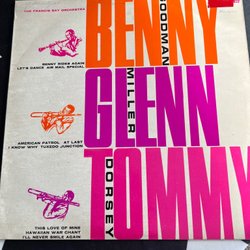 THE FRANCIS BAY ORCHESTRA
BENNY
GOODMAN
BENNY RIDES AGAIN
LET'S DANCE AIR MAIL SPECIAL
GLENN
MILLER
AMERICAN PATROL AT LAST
I KNOW WHY TUXEDO JUNCTION
TOMMY
DORSEY
THIS LOVE OF MINE
HAWAIIAN WAR CHANT
I'LL NEVER SMILE AGAIN